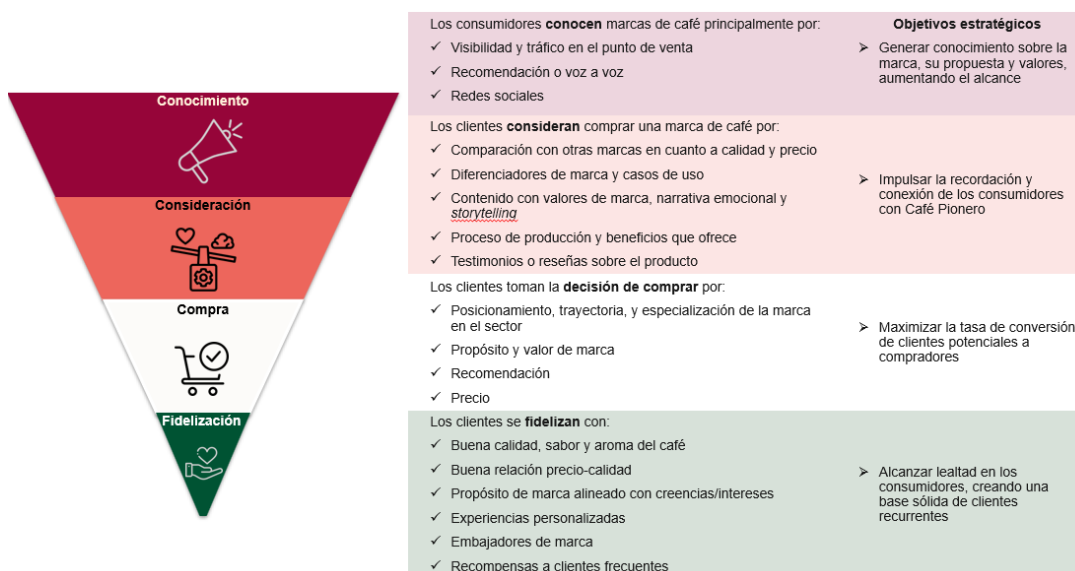 Conocimiento
Consideración
Compra
Fidelización
Los consumidores conocen marcas de café principalmente por:
✓ Visibilidad y tráfico en el punto de venta
✓ Recomendación o voz a voz
✓ Redes sociales
Objetivos estratégicos
➢ Generar conocimiento sobre la
marca, su propuesta y valores,
aumentando el alcance
Los clientes consideran comprar una marca de café por:
✓ Comparación con otras marcas en cuanto a calidad y precio
✓ Diferenciadores de marca y casos de uso
✓ Contenido con valores de marca, narrativa emocional y
storytelling
✓ Proceso de producción y beneficios que ofrece
✓ Testimonios o reseñas sobre el producto
➢ Impulsar la recordación y
conexión de los consumidores
con Café Pionero
Los clientes toman la decisión de comprar por:
✓ Posicionamiento, trayectoria, y especialización de la marca
en el sector
✓ Propósito y valor de marca
✓ Recomendación
✓ Precio
➢ Maximizar la tasa de conversión
de clientes potenciales a
compradores
Los clientes se fidelizan con:
✓ Buena calidad, sabor y aroma del café
✓ Buena relación precio-calidad
✓ Propósito de marca alineado con creencias/intereses
✓ Experiencias personalizadas
✓ Embajadores de marca
✓ Recompensas a clientes frecuentes
➢ Alcanzar lealtad en los
consumidores, creando una
base sólida de clientes
recurrentes